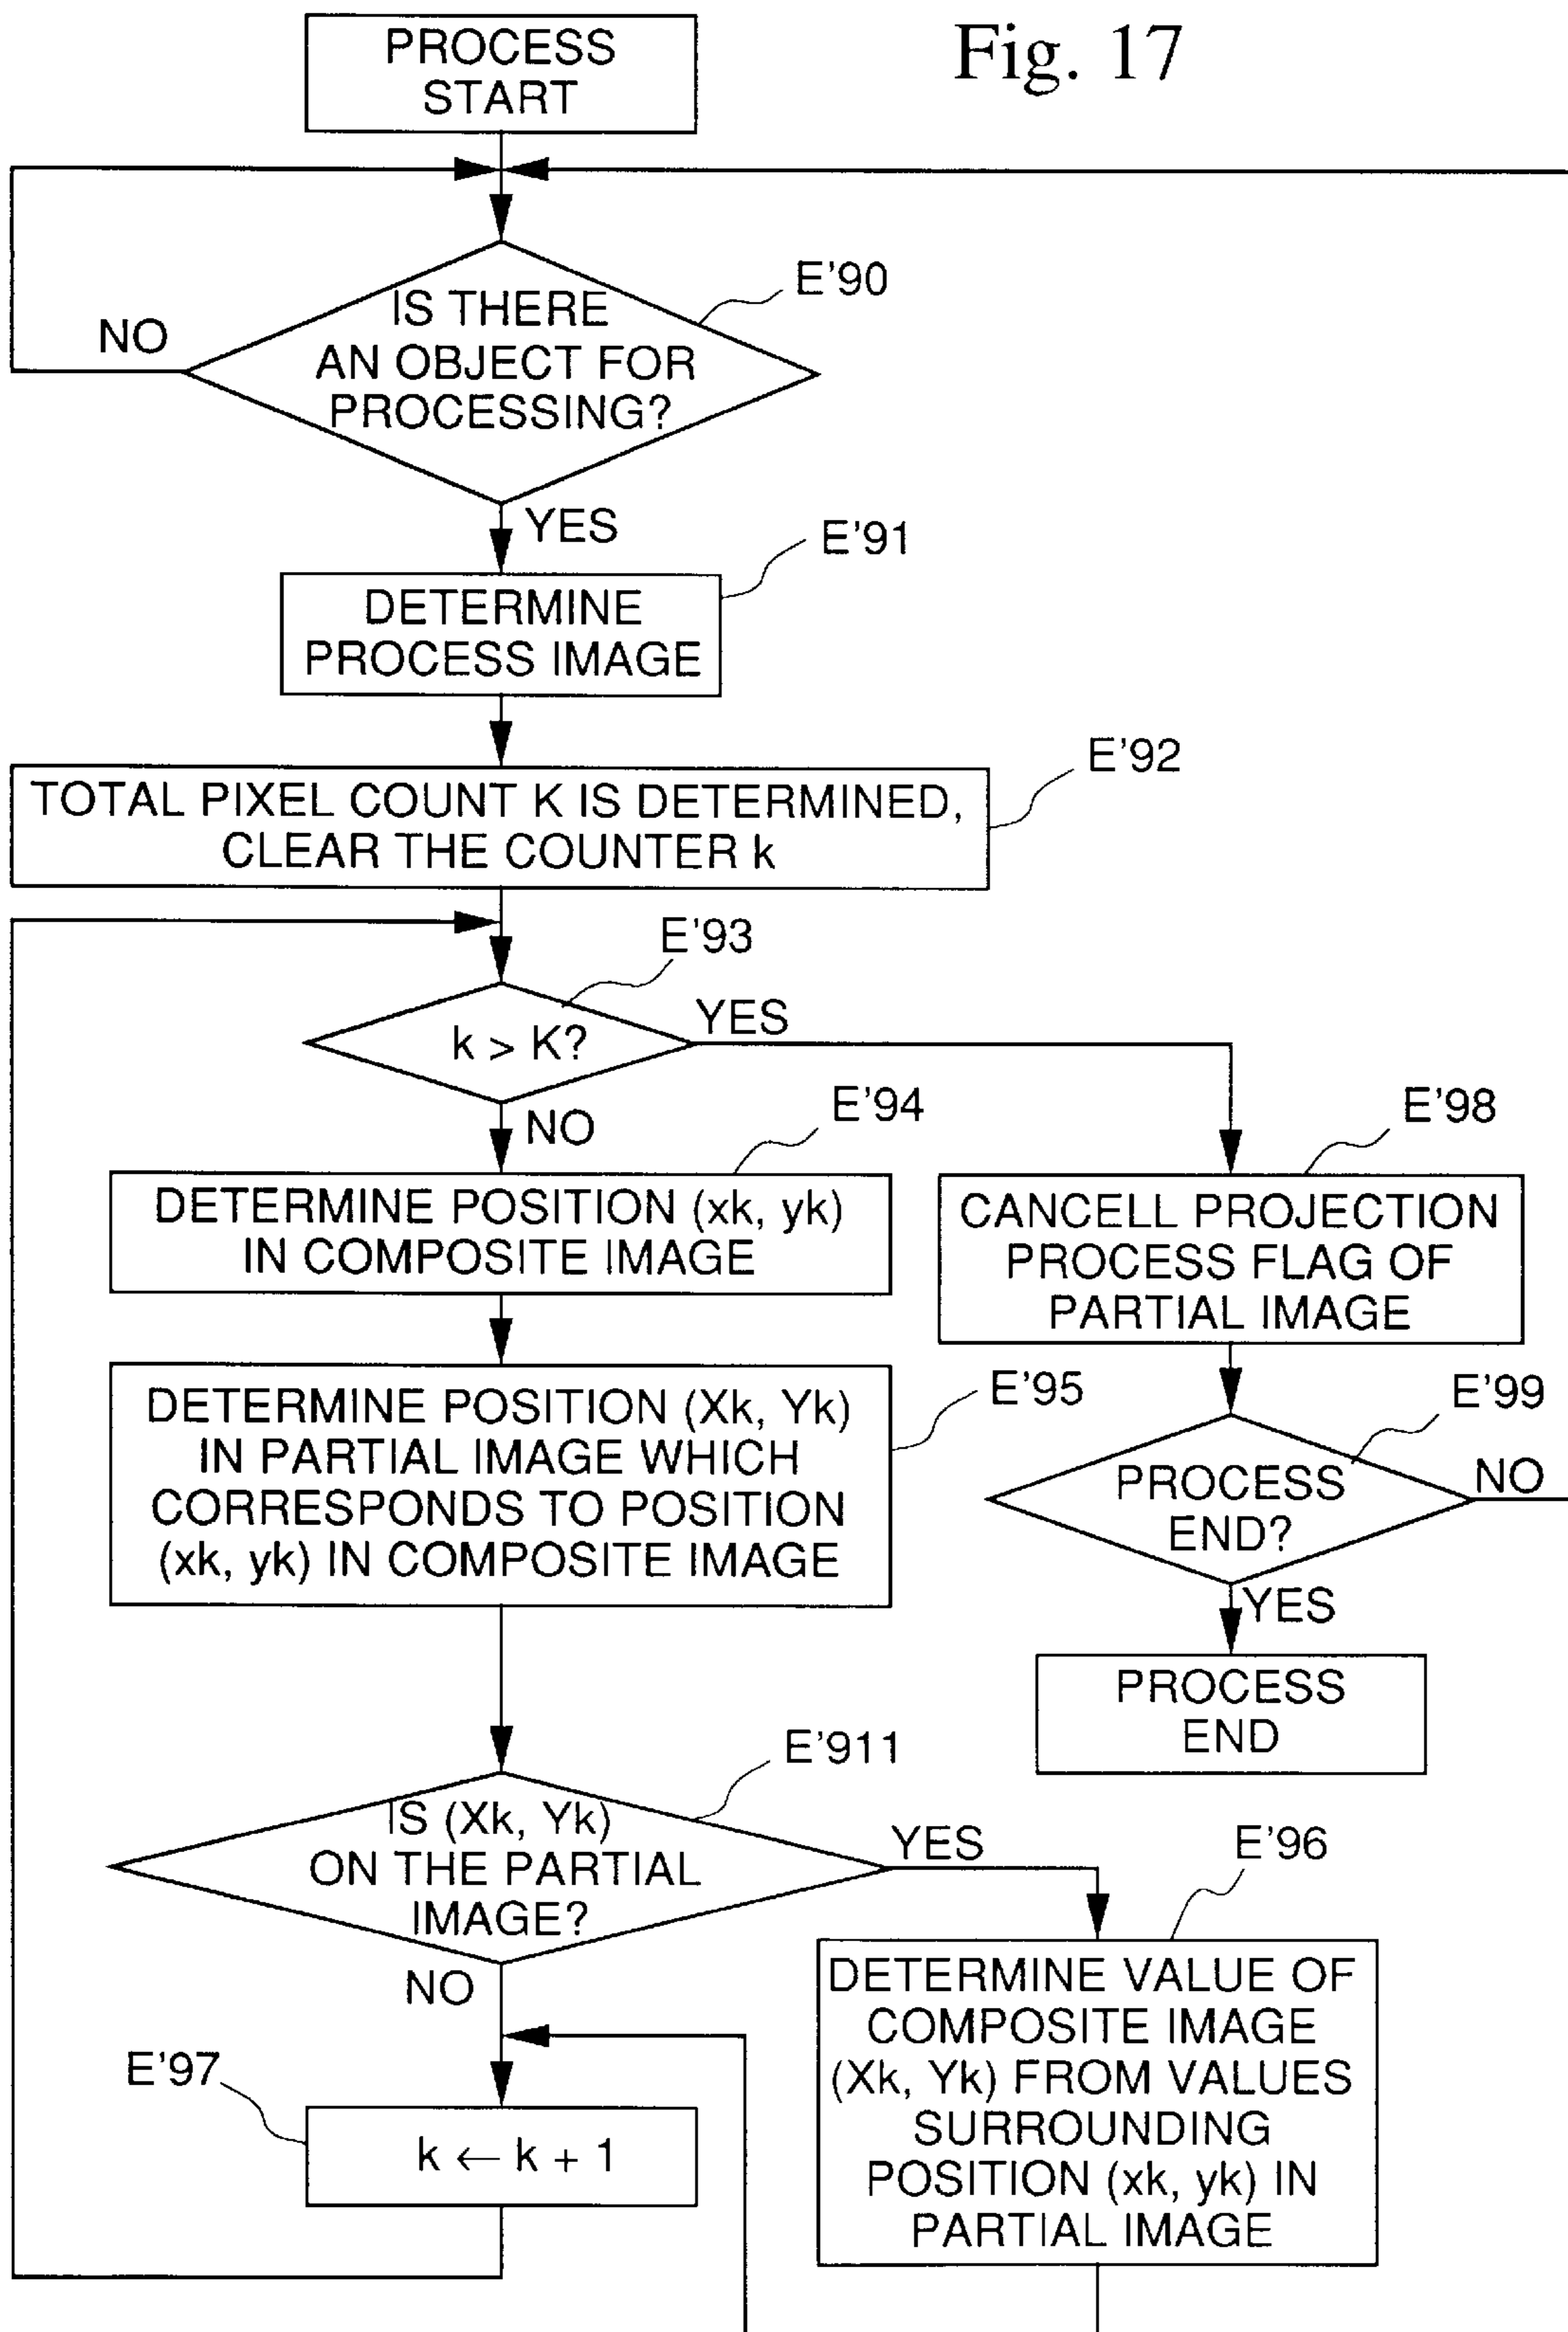 Fig. 17
PROCESS
START
E'90
IS THERE
AN OBJECT FOR
PROCESSING?
NO
YES
E'91
DETERMINE
PROCESS IMAGE
E'92
TOTAL PIXEL COUNT K IS DETERMINED,
CLEAR THE COUNTER k
E'93
k > K?
YES
NO
E'94
DETERMINE POSITION (xk, yk)
IN COMPOSITE IMAGE
E'95
DETERMINE POSITION (Xk, Yk)
IN PARTIAL IMAGE WHICH
CORRESPONDS TO POSITION
(xk, yk) IN COMPOSITE IMAGE
E'98
CANCELL PROJECTION
PROCESS FLAG OF
PARTIAL IMAGE
E'99
PROCESS
END?
NO
YES
PROCESS
END
E'911
IS (Xk, Yk)
ON THE PARTIAL
IMAGE?
YES
NO
E'96
DETERMINE VALUE OF
COMPOSITE IMAGE
(Xk, Yk) FROM VALUES
SURROUNDING
POSITION (xk, yk) IN
PARTIAL IMAGE
E'97
k ← k + 1